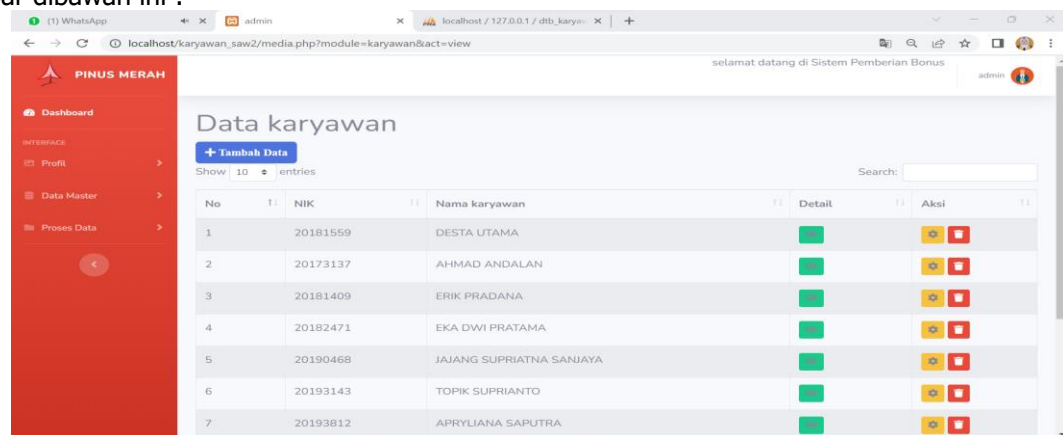 ar dibawah ini :
(1) WhatsApp admin localhost / 127.0.0.1 / dtb_karyaw
localhost/karyawan_saw2/media.php?module=karyawan&act=view
PINUS MERAH
selamat datang di Sistem Pemberian Bonus
admin
Dashboard
INTERFACE
Profil
Data Master
Proses Data
Data karyawan
+ Tambah Data
Show 10 entries Search:
No NIK Nama karyawan Detail Aksi
1 20181559 DESTA UTAMA
2 20173137 AHMAD ANDALAN
3 20181409 ERIK PRADANA
4 20182471 EKA DWI PRATAMA
5 20190468 JAJANG SUPRIATNA SANJAYA
6 20193143 TOPIK SUPRIANTO
7 20193812 APRYLIANA SAPUTRA